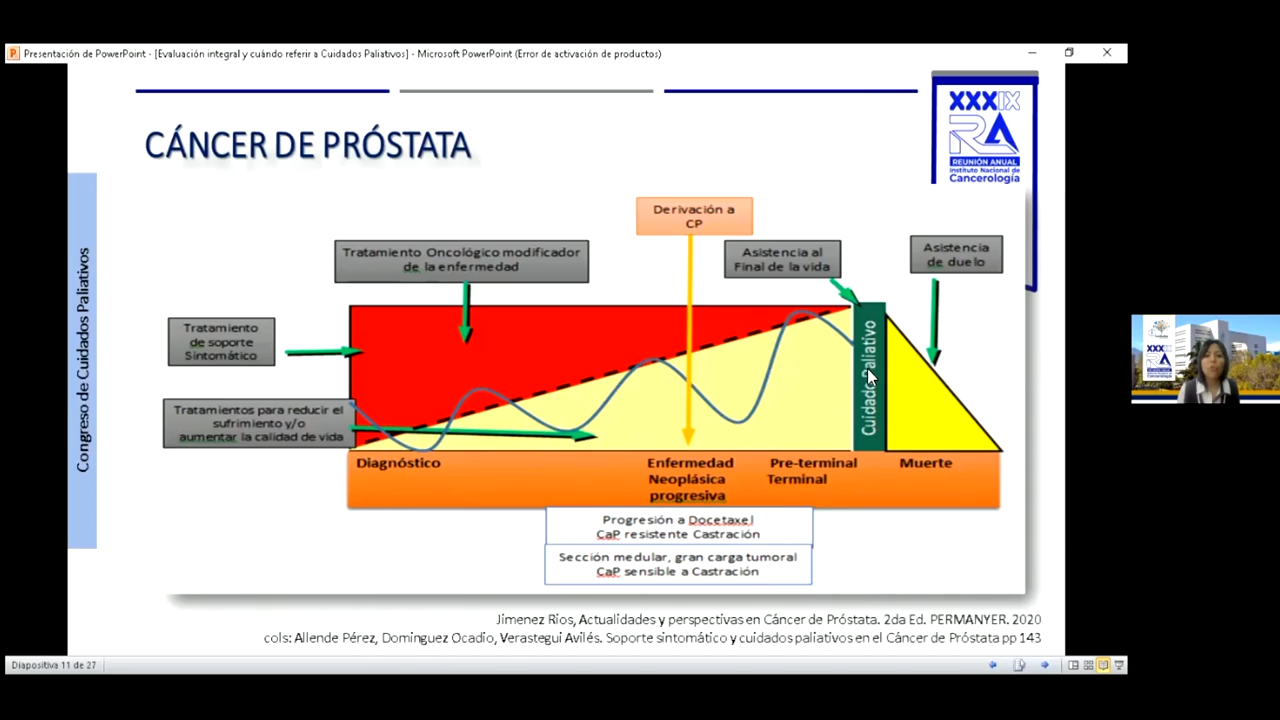 Presentación de PowerPoint - [Evaluación integral y cuándo referir a Cuidados Paliativos] - Microsoft PowerPoint (Error de activación de productos)
XXXIX
RA
REUNIÓN ANUAL
Instituto Nacional de
Cancerología
CÁNCER DE PRÓSTATA
Congreso de Cuidados Paliativos
Derivación a
CP
Tratamiento Oncológico modificador
de la enfermedad
Asistencia al
Final de la vida
Asistencia
de duelo
Tratamiento
de soporte
Sintomático
Tratamientos para reducir el
sufrimiento y/o
aumentar la calidad de vida
Cuidado Paliativo
Diagnóstico
Enfermedad
Neoplásica
progresiva
Pre-terminal
Terminal
Muerte
Progresión a Docetaxel
CaP resistente Castración
Sección medular, gran carga tumoral
CaP sensible a Castración
Jimenez Rios, Actualidades y perspectivas en Cáncer de Próstata. 2da Ed. PERMANYER. 2020
cols: Allende Pérez, Dominguez Ocadio, Verastegui Avilés. Soporte sintomático y cuidados paliativos en el Cáncer de Próstata pp 143
Diapositiva 11 de 27
XXXIX
RA